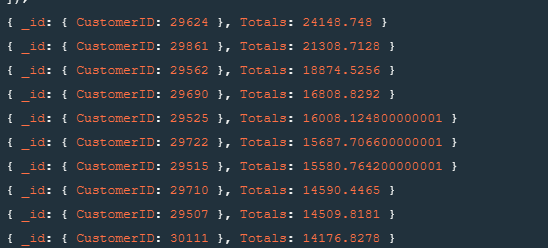 { _id: { CustomerID: 29624 }, Totals: 24148.748 }
{ _id: { CustomerID: 29861 }, Totals: 21308.7128 }
{ _id: { CustomerID: 29562 }, Totals: 18874.5256 }
{ _id: { CustomerID: 29690 }, Totals: 16808.8292 }
{ _id: { CustomerID: 29525 }, Totals: 16008.124800000001 }
{ _id: { CustomerID: 29722 }, Totals: 15687.706600000001 }
{ _id: { CustomerID: 29515 }, Totals: 15580.764200000001 }
{ _id: { CustomerID: 29710 }, Totals: 14590.4465 }
{ _id: { CustomerID: 29507 }, Totals: 14509.8181 }
{ _id: { CustomerID: 30111 }, Totals: 14176.8278 }